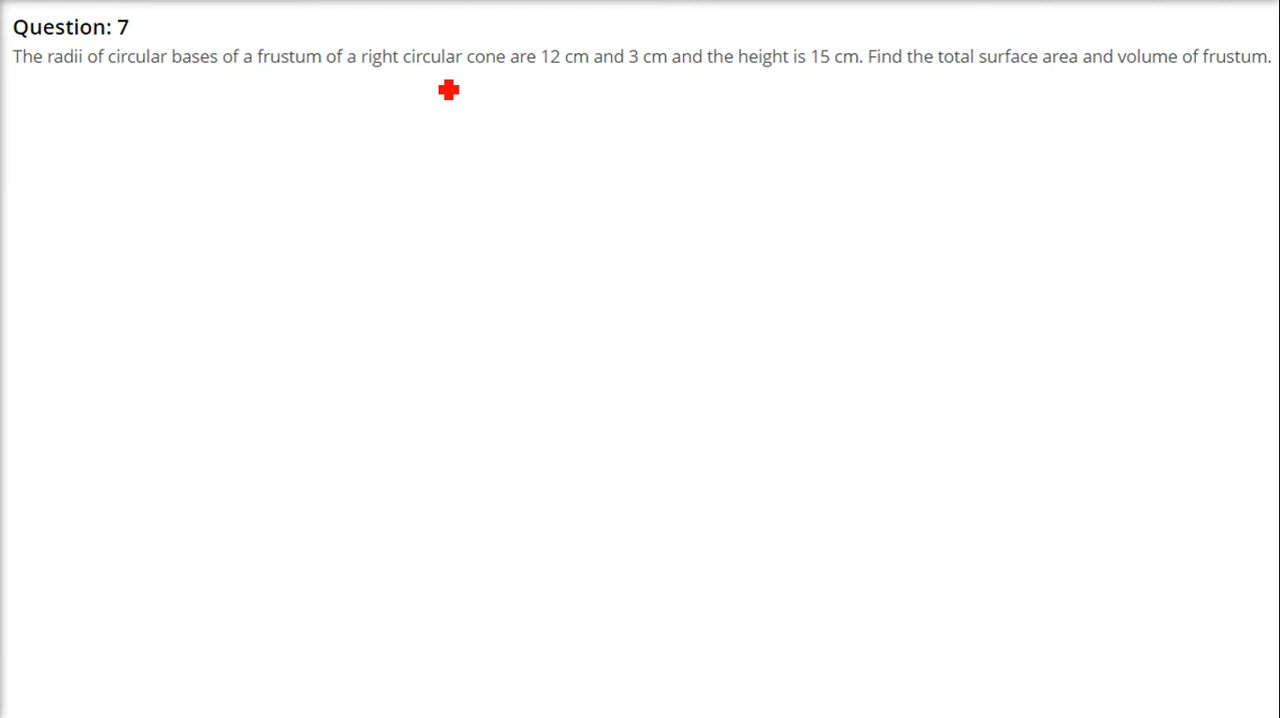 Question: 7
The radii of circular bases of a frustum of a right circular cone are 12 cm and 3 cm and the height is 15 cm. Find the total surface area and volume of frustum.